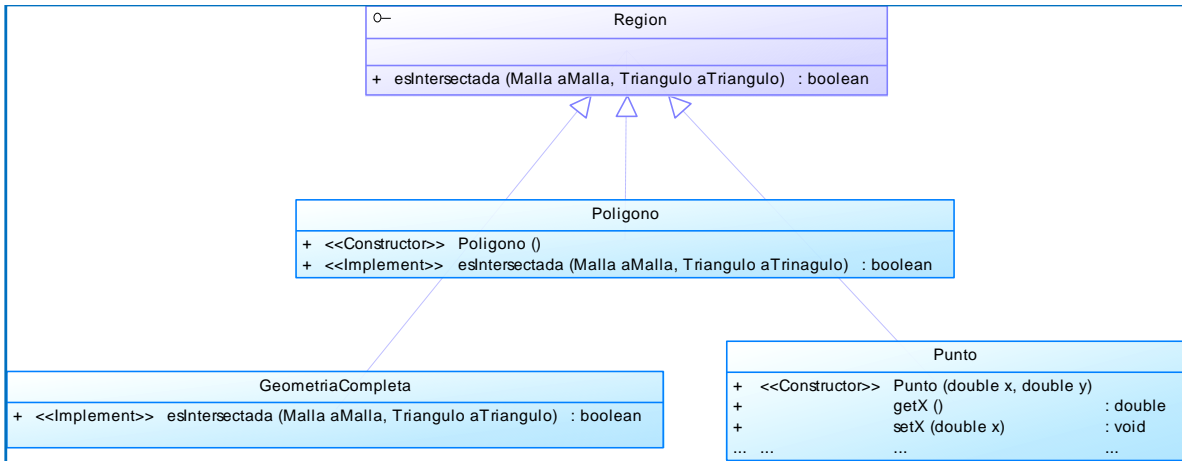 Region
+ esIntersectada (Malla aMalla, Triangulo aTriangulo) : boolean
Poligono
+ <<Constructor>> Poligono ()
+ <<Implement>> esIntersectada (Malla aMalla, Triangulo aTrinagulo) : boolean
GeometriaCompleta
+ <<Implement>> esIntersectada (Malla aMalla, Triangulo aTriangulo) : boolean
Punto
+ <<Constructor>> Punto (double x, double y)
+ getX () : double
+ setX (double x) : void
... ... ... ...